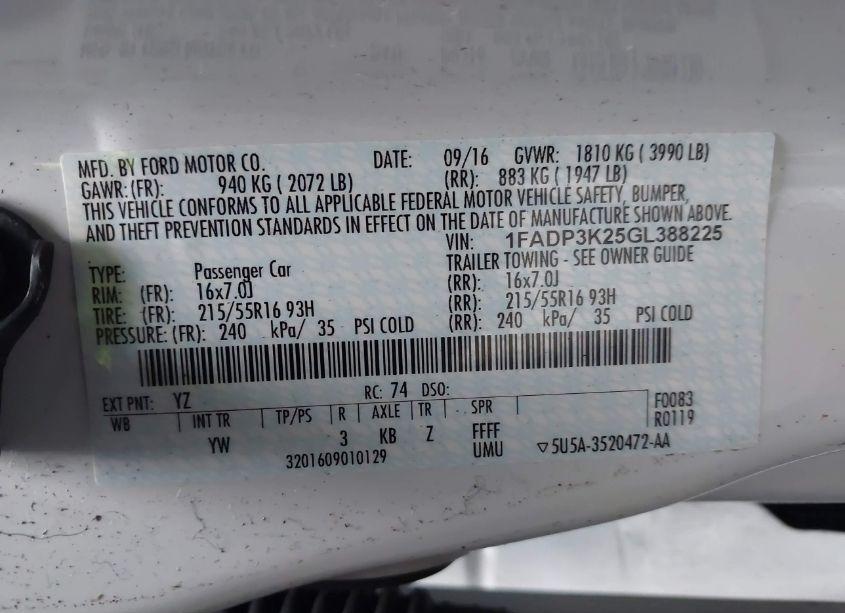 MFD. BY FORD MOTOR CO. DATE: 09/16 GVWR: 1810 KG ( 3990 LB)
GAWR: (FR): 940 KG ( 2072 LB) (RR): 883 KG ( 1947 LB)
THIS VEHICLE CONFORMS TO ALL APPLICABLE FEDERAL MOTOR VEHICLE SAFETY, BUMPER,
AND THEFT PREVENTION STANDARDS IN EFFECT ON THE DATE OF MANUFACTURE SHOWN ABOVE.
VIN: 1FADP3K25GL388225
TYPE: Passenger Car TRAILER TOWING - SEE OWNER GUIDE
RIM: (FR): 16x7.0J (RR): 16x7.0J
TIRE: (FR): 215/55R16 93H (RR): 215/55R16 93H
PRESSURE: (FR): 240 kPa/ 35 PSI COLD (RR): 240 kPa/ 35 PSI COLD
EXT PNT: YZ RC: 74 DSO: F0083
WB INT TR TP/PS R AXLE TR SPR R0119
YW 3 KB Z FFFF
3201609010129 UMU ▽5U5A-3520472-AA